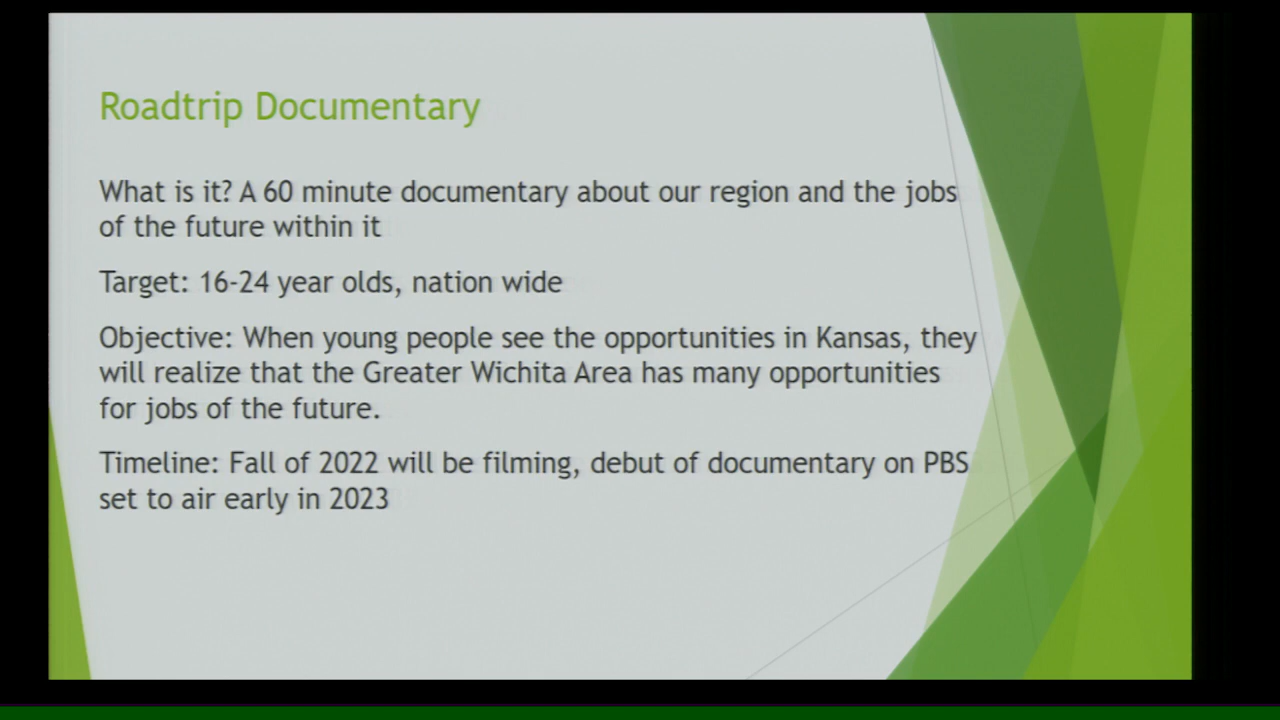 Roadtrip Documentary
What is it? A 60 minute documentary about our region and the jobs
of the future within it
Target: 16-24 year olds, nation wide
Objective: When young people see the opportunities in Kansas, they
will realize that the Greater Wichita Area has many opportunities
for jobs of the future.
Timeline: Fall of 2022 will be filming, debut of documentary on PBS
set to air early in 2023